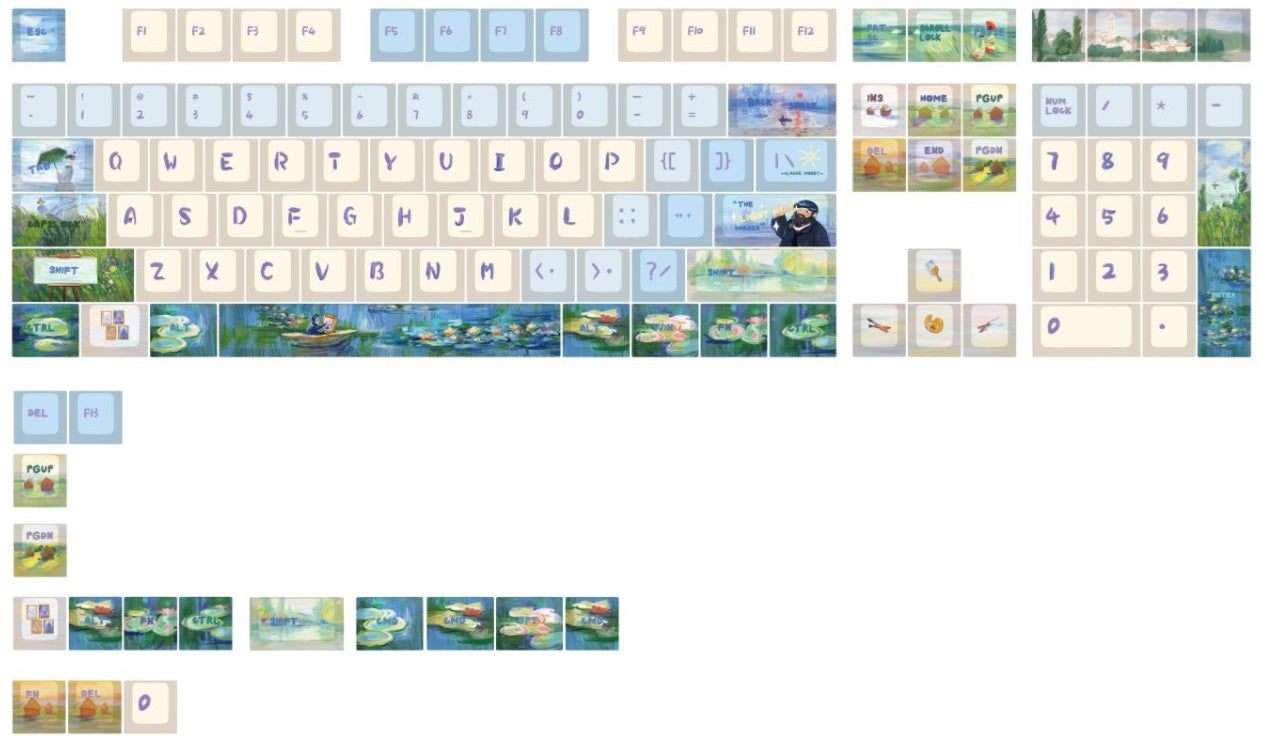 ESC F1 F2 F3 F4 F5 F6 F7 F8 F9 F10 F11 F12 PRT SC SCROLL LOCK PAUSE
~ ! @ # $ % ^ & * ( ) — +
` 1 2 3 4 5 6 7 8 9 0 - = BACK SPACE INS HOME PGUP NUM LOCK / * -
TAB Q W E R T Y U I O P {[ ]} | \ -CLAUDE MONET- DEL END PGDN 7 8 9
CAPSLOCK A S D F G H J K L : ; " ' "THE LIGHT CHASER" 4 5 6
SHIFT Z X C V B N M < , > . ? / SHIFT 1 2 3 ENTER
CTRL ALT ALT WIN FN CTRL 0 .
DEL F13
PGUP
PGDN
ALT FN CTRL SHIFT CMD CMD OPT CMD
FN DEL 0